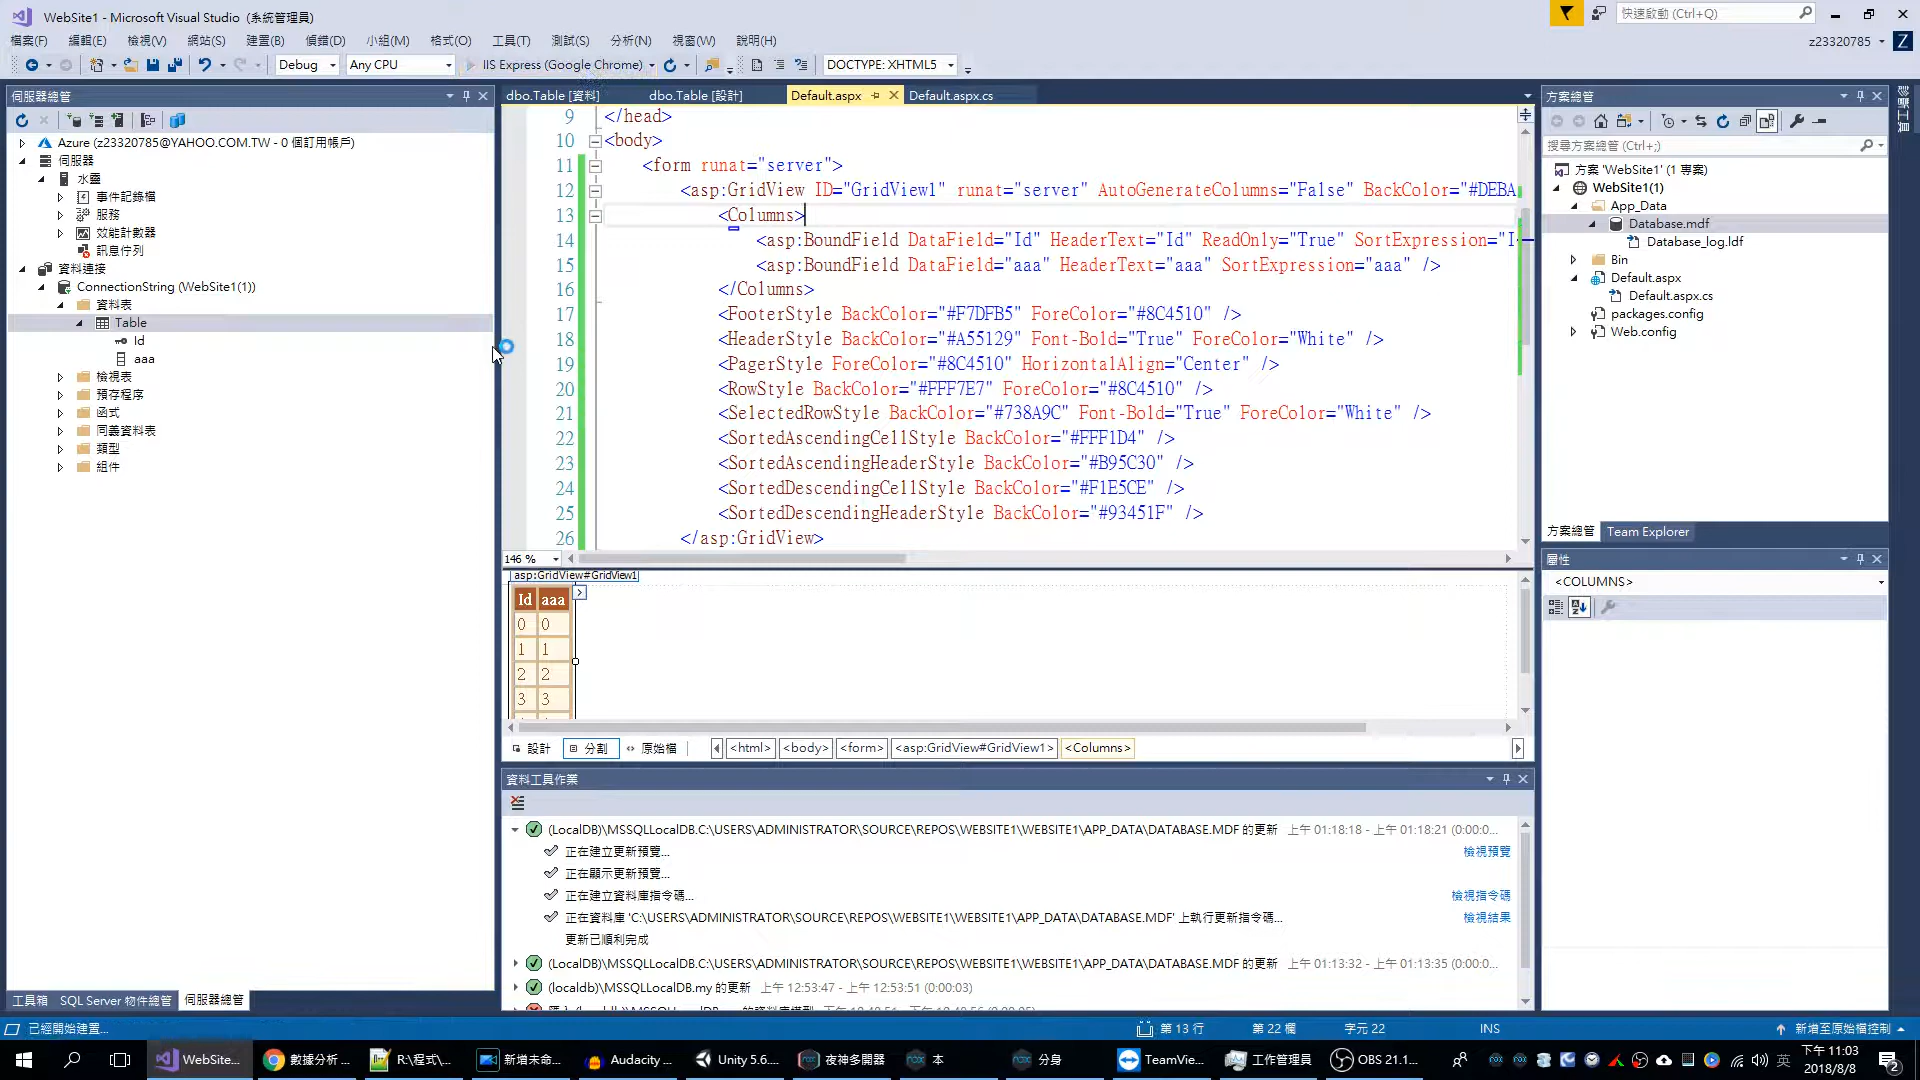 WebSite1 - Microsoft Visual Studio (系統管理員)
快速啟動 (Ctrl+Q)
檔案(F) 編輯(E) 檢視(V) 網站(S) 建置(B) 偵錯(D) 小組(M) 格式(O) 工具(T) 測試(S) 分析(N) 視窗(W) 說明(H)
z23320785
Z
Debug Any CPU IIS Express (Google Chrome) DOCTYPE: XHTML5
伺服器總管
Azure (z23320785@YAHOO.COM.TW - 0 個訂用帳戶)
伺服器
水靈
事件記錄檔
服務
效能計數器
訊息佇列
資料連接
ConnectionString (WebSite1(1))
資料表
Table
Id
aaa
檢視表
預存程序
函式
同義資料表
類型
組件
工具箱 SQL Server 物件總管 伺服器總管
dbo.Table [資料] dbo.Table [設計] Default.aspx Default.aspx.cs
9 </head>
10 <body>
11 <form runat="server">
12 <asp:GridView ID="GridView1" runat="server" AutoGenerateColumns="False" BackColor="#DEBA
13 <Columns>
14 <asp:BoundField DataField="Id" HeaderText="Id" ReadOnly="True" SortExpression="I
15 <asp:BoundField DataField="aaa" HeaderText="aaa" SortExpression="aaa" />
16 </Columns>
17 <FooterStyle BackColor="#F7DFB5" ForeColor="#8C4510" />
18 <HeaderStyle BackColor="#A55129" Font-Bold="True" ForeColor="White" />
19 <PagerStyle ForeColor="#8C4510" HorizontalAlign="Center" />
20 <RowStyle BackColor="#FFF7E7" ForeColor="#8C4510" />
21 <SelectedRowStyle BackColor="#738A9C" Font-Bold="True" ForeColor="White" />
22 <SortedAscendingCellStyle BackColor="#FFF1D4" />
23 <SortedAscendingHeaderStyle BackColor="#B95C30" />
24 <SortedDescendingCellStyle BackColor="#F1E5CE" />
25 <SortedDescendingHeaderStyle BackColor="#93451F" />
26 </asp:GridView>
146 %
asp:GridView#GridView1
Id aaa
0 0
1 1
2 2
3 3
設計 分割 原始檔 <html> <body> <form> <asp:GridView#GridView1> <Columns>
資料工具作業
(LocalDB)\MSSQLLocalDB.C:\USERS\ADMINISTRATOR\SOURCE\REPOS\WEBSITE1\WEBSITE1\APP_DATA\DATABASE.MDF 的更新 上午 01:18:18 - 上午 01:18:21 (0:00:0...
正在建立更新預覽... 檢視預覽
正在顯示更新預覽...
正在建立資料庫指令碼... 檢視指令碼
正在資料庫 'C:\USERS\ADMINISTRATOR\SOURCE\REPOS\WEBSITE1\WEBSITE1\APP_DATA\DATABASE.MDF' 上執行更新指令碼... 檢視結果
更新已順利完成
(LocalDB)\MSSQLLocalDB.C:\USERS\ADMINISTRATOR\SOURCE\REPOS\WEBSITE1\WEBSITE1\APP_DATA\DATABASE.MDF 的更新 上午 01:13:32 - 上午 01:13:35 (0:00:0...
(localdb)\MSSQLLocalDB.my 的更新 上午 12:53:47 - 上午 12:53:51 (0:00:03)
方案總管
搜尋方案總管 (Ctrl+;)
方案 'WebSite1' (1 專案)
WebSite1(1)
App_Data
Database.mdf
Database_log.ldf
Bin
Default.aspx
Default.aspx.cs
packages.config
Web.config
方案總管 Team Explorer
屬性
<COLUMNS>
診斷工具
已經開始建置... 第 13 行 第 22 欄 字元 22 INS 新增至原始檔控制
WebSite... 數據分析 ... R:\程式\... 新增未命... Audacity ... Unity 5.6.... 夜神多開器 本 分身 TeamVie... 工作管理員 OBS 21.1... 英
下午 11:03
2018/8/8
2